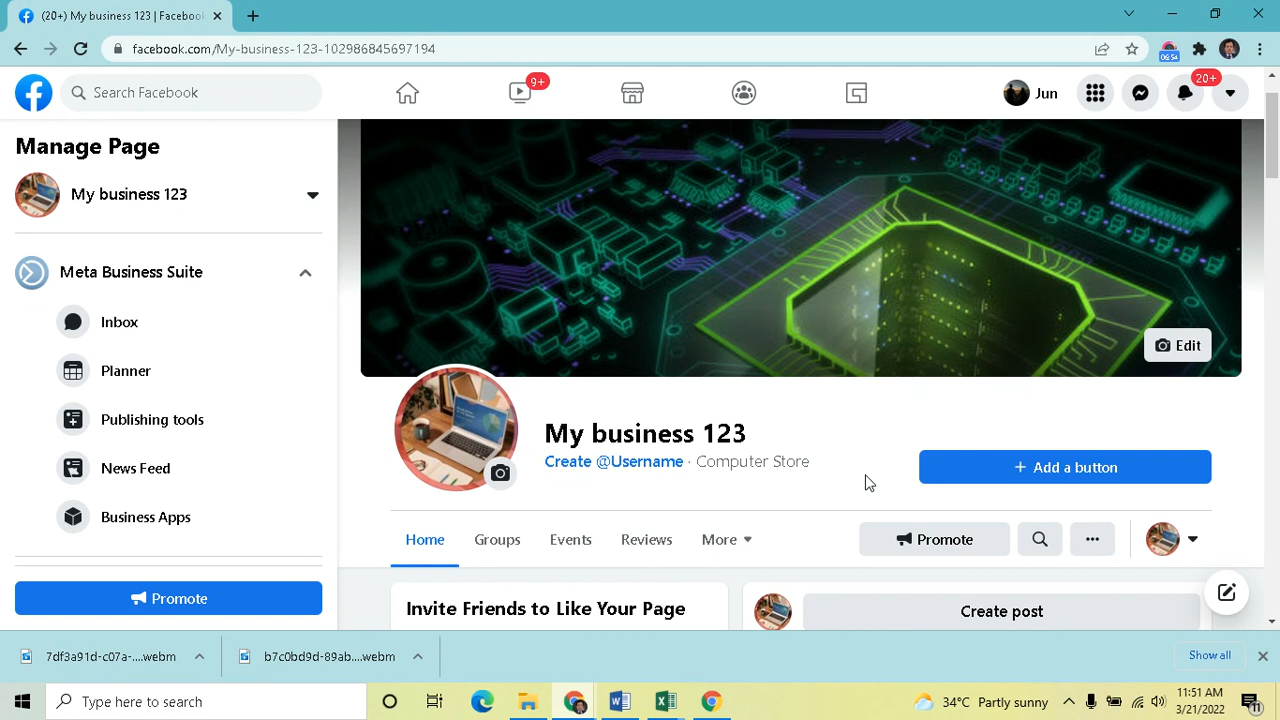 (20+) My business 123 | Facebook
facebook.com/My-business-123-102986845697194
06:54
Search Facebook
9+
Jun
20+
Manage Page
My business 123
Meta Business Suite
Inbox
Planner
Publishing tools
News Feed
Business Apps
Promote
Edit
My business 123
Create @Username · Computer Store
+ Add a button
Home
Groups
Events
Reviews
More
Promote
Invite Friends to Like Your Page
Create post
7df3a91d-c07a-....webm
b7c0bd9d-89ab....webm
Show all
Type here to search
34°C Partly sunny
11:51 AM
3/21/2022
11